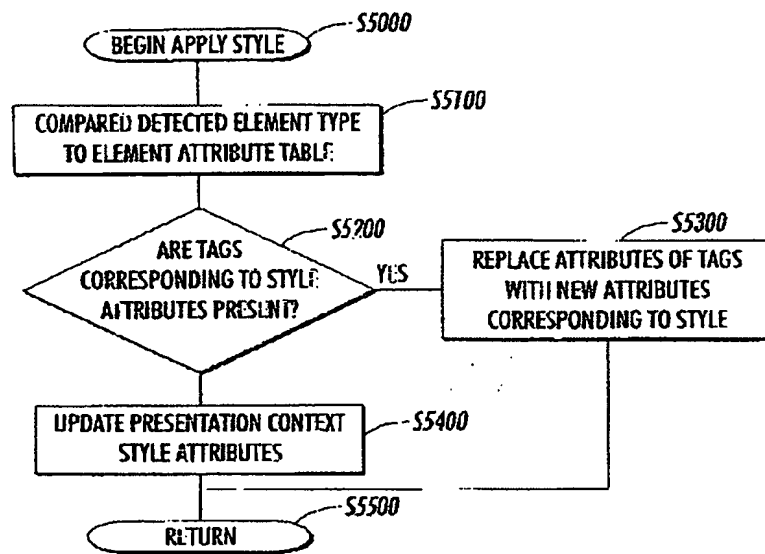 S5000
BEGIN APPLY STYLE
S5100
COMPARED DETECTED ELEMENT TYPE
TO ELEMENT ATTRIBUTE TABLE
S5200
ARE TAGS
CORRESPONDING TO STYLE
ATTRIBUTES PRESENT?
YES
S5300
REPLACE ATTRIBUTES OF TAGS
WITH NEW ATTRIBUTES
CORRESPONDING TO STYLE
UPDATE PRESENTATION CONTEXT
STYLE ATTRIBUTES
S5400
S5500
RETURN